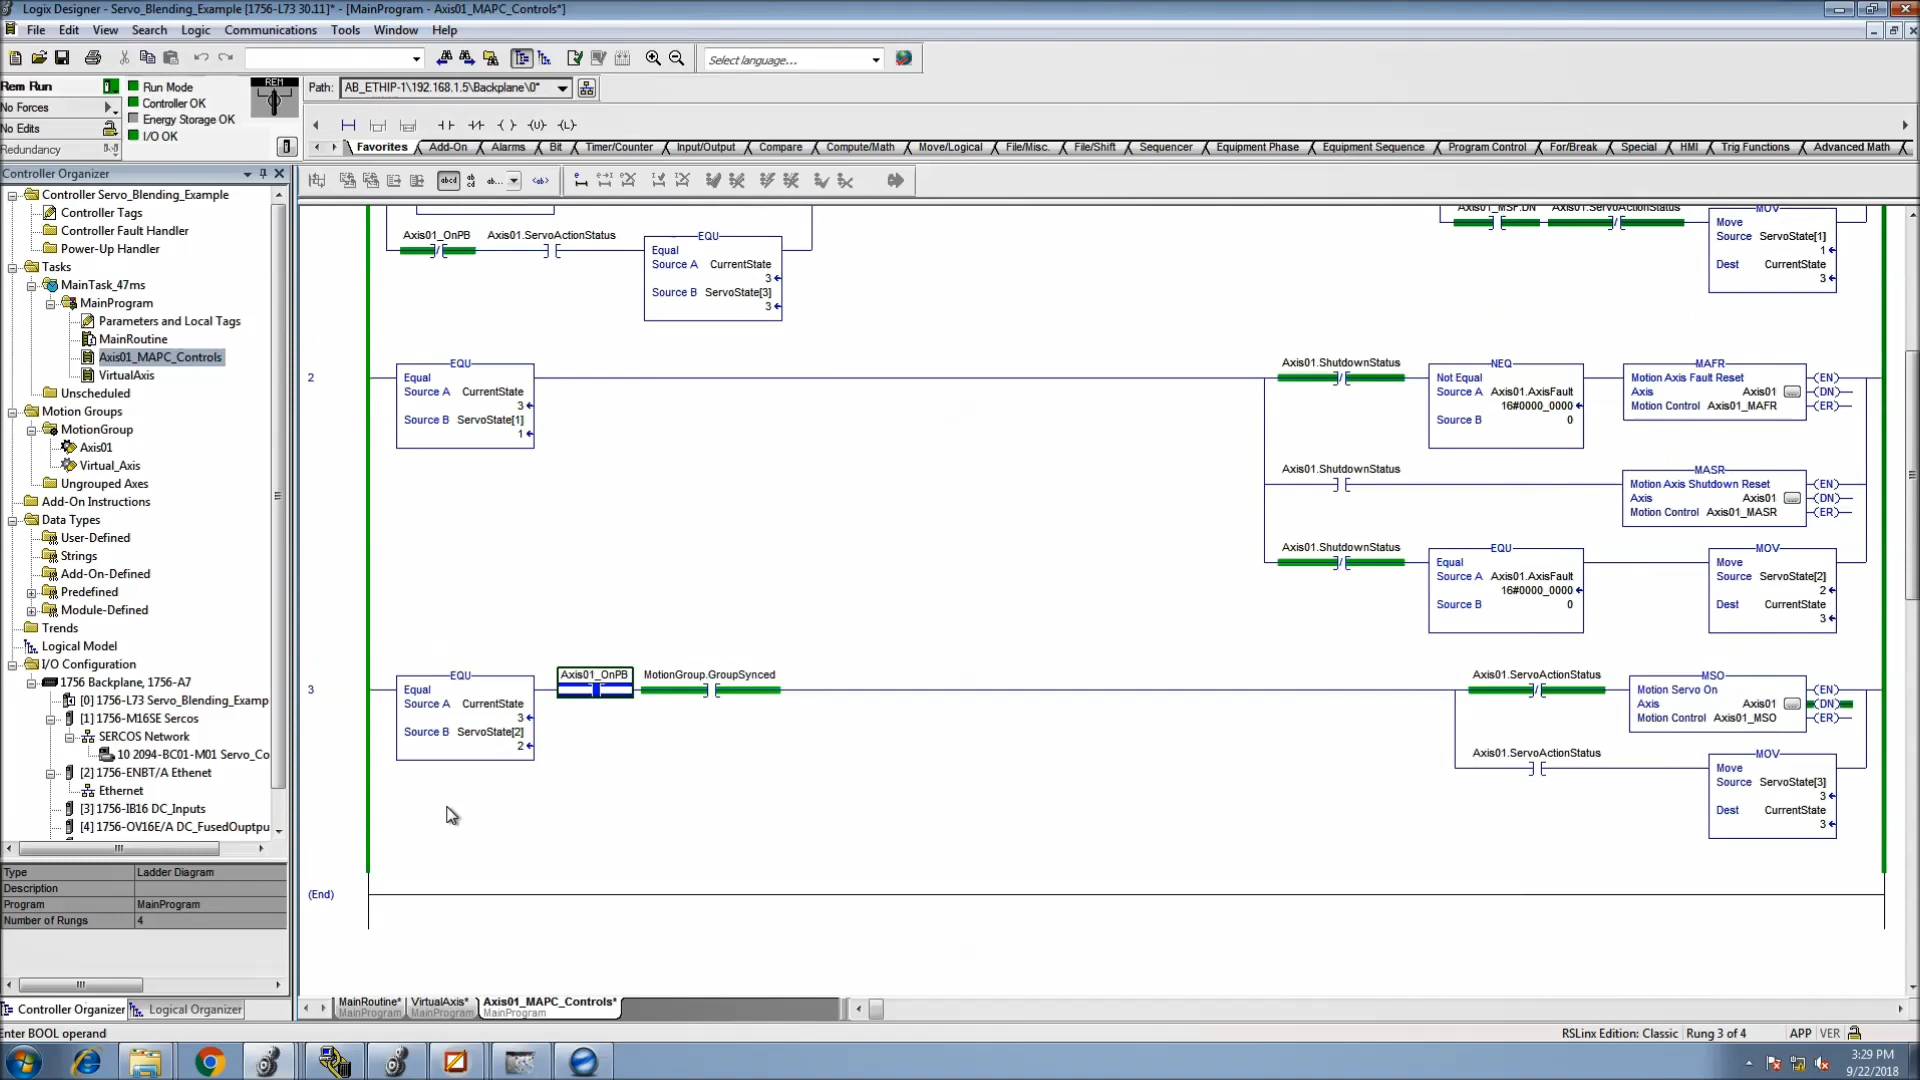 Logix Designer - Servo_Blending_Example [1756-L73 30.11]* - [MainProgram - Axis01_MAPC_Controls*]
File Edit View Search Logic Communications Tools Window Help
Select language...
Rem Run
No Forces
No Edits
Redundancy
Run Mode
Controller OK
Energy Storage OK
I/O OK
REM
Path: AB_ETHIP-1\192.168.1.5\Backplane\0*
Favorites Add-On Alarms Bit Timer/Counter Input/Output Compare Compute/Math Move/Logical File/Misc. File/Shift Sequencer Equipment Phase Equipment Sequence Program Control For/Break Special HMI Trig Functions Advanced Math
Controller Organizer
Controller Servo_Blending_Example
Controller Tags
Controller Fault Handler
Power-Up Handler
Tasks
MainTask_47ms
MainProgram
Parameters and Local Tags
MainRoutine
Axis01_MAPC_Controls
VirtualAxis
Unscheduled
Motion Groups
MotionGroup
Axis01
Virtual_Axis
Ungrouped Axes
Add-On Instructions
Data Types
User-Defined
Strings
Add-On-Defined
Predefined
Module-Defined
Trends
Logical Model
I/O Configuration
1756 Backplane, 1756-A7
[0] 1756-L73 Servo_Blending_Examp
[1] 1756-M16SE Sercos
SERCOS Network
10 2094-BC01-M01 Servo_Co
[2] 1756-ENBT/A Ethenet
Ethernet
[3] 1756-IB16 DC_Inputs
[4] 1756-OV16E/A DC_FusedOuptpu
Type Ladder Diagram
Description
Program MainProgram
Number of Rungs 4
Controller Organizer Logical Organizer
abcd
Axis01_OnPB Axis01.ServoActionStatus
EQU
Equal
Source A CurrentState
3
Source B ServoState[3]
3
Axis01_MSF.DN Axis01.ServoActionStatus
MOV
Move
Source ServoState[1]
1
Dest CurrentState
3
2
EQU
Equal
Source A CurrentState
3
Source B ServoState[1]
1
Axis01.ShutdownStatus
NEQ
Not Equal
Source A Axis01.AxisFault
16#0000_0000
Source B 0
MAFR
Motion Axis Fault Reset
Axis Axis01
Motion Control Axis01_MAFR
(EN)
(DN)
(ER)
Axis01.ShutdownStatus
MASR
Motion Axis Shutdown Reset
Axis Axis01
Motion Control Axis01_MASR
(EN)
(DN)
(ER)
Axis01.ShutdownStatus
EQU
Equal
Source A Axis01.AxisFault
16#0000_0000
Source B 0
MOV
Move
Source ServoState[2]
2
Dest CurrentState
3
3
EQU
Equal
Source A CurrentState
3
Source B ServoState[2]
2
Axis01_OnPB MotionGroup.GroupSynced
Axis01.ServoActionStatus
MSO
Motion Servo On
Axis Axis01
Motion Control Axis01_MSO
(EN)
(DN)
(ER)
Axis01.ServoActionStatus
MOV
Move
Source ServoState[3]
3
Dest CurrentState
3
(End)
MainRoutine* VirtualAxis* Axis01_MAPC_Controls*
MainProgram MainProgram MainProgram
Enter BOOL operand
RSLinx Edition: Classic Rung 3 of 4 APP VER
3:29 PM
9/22/2018